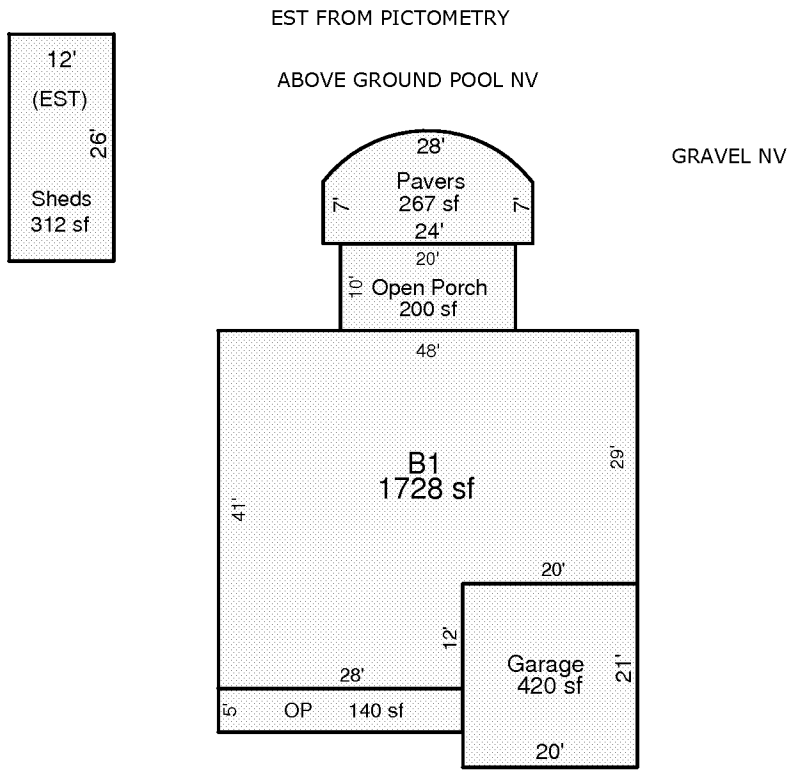 EST FROM PICTOMETRY
12'
(EST)
26'
Sheds
312 sf
ABOVE GROUND POOL NV
GRAVEL NV
28'
Pavers
267 sf
7'
7'
24'
20'
10'
Open Porch
200 sf
48'
B1
1728 sf
41'
29'
20'
12'
Garage
420 sf
21'
28'
5'
OP 140 sf
20'